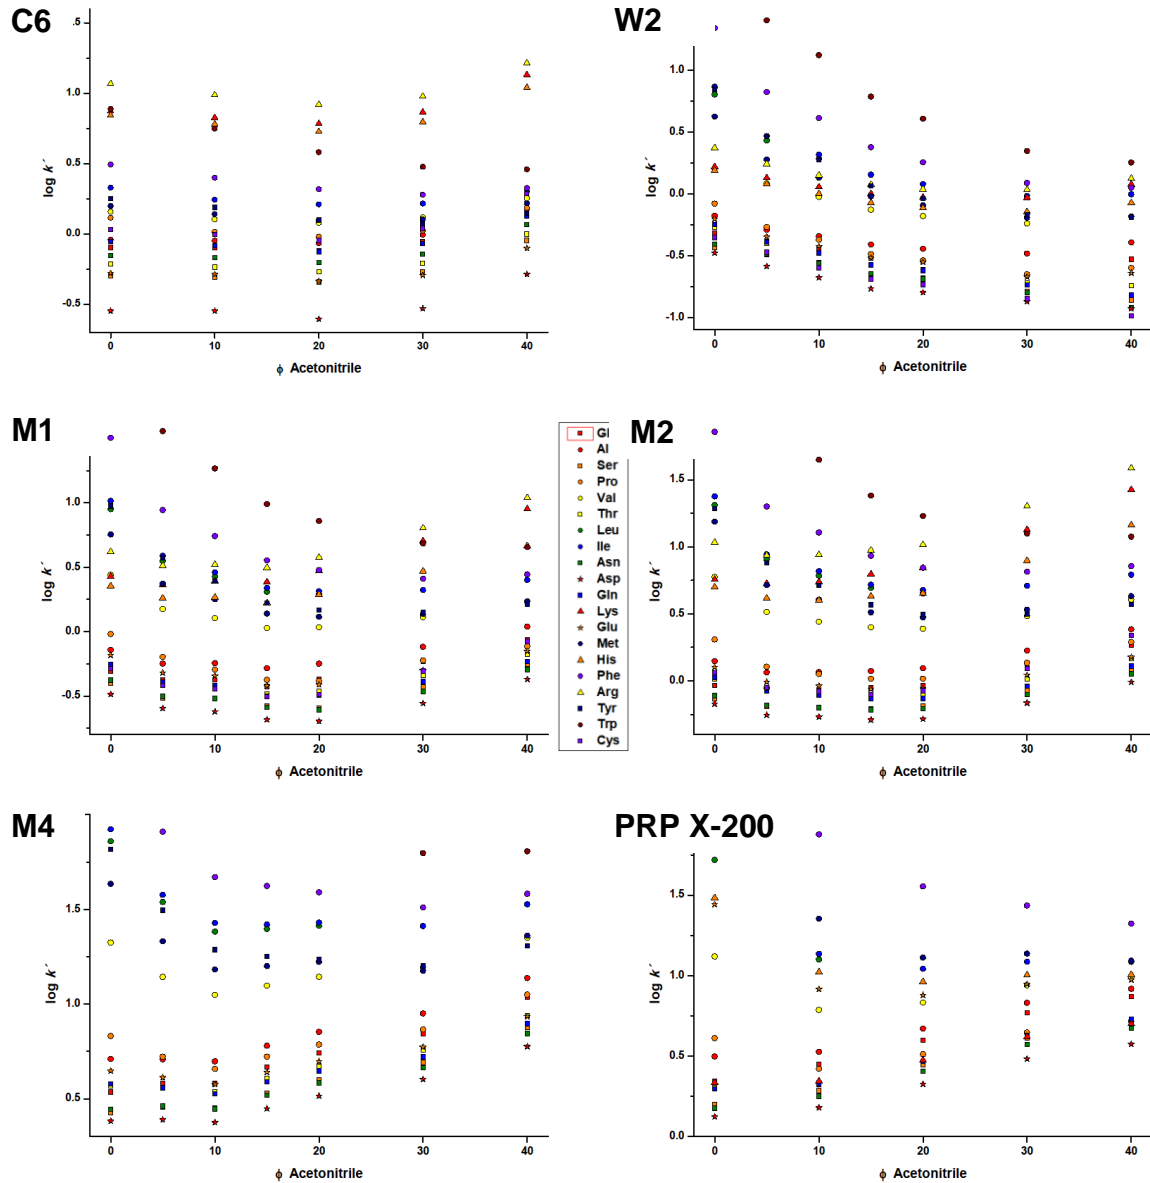 C6
.5
1.0
0.5
0.0
-0.5
log k´
0
10
20
30
40
ϕ Acetonitrile
W2
1.0
0.5
0.0
-0.5
-1.0
log k´
0
10
20
30
40
ϕ Acetonitrile
M1
1.0
0.5
0.0
-0.5
log k´
0
10
20
30
40
ϕ Acetonitrile
Gl
Al
Ser
Pro
Val
Thr
Leu
Ile
Asn
Asp
Gln
Lys
Glu
Met
His
Phe
Arg
Tyr
Trp
Cys
M2
1.5
1.0
0.5
0.0
log k´
0
10
20
30
40
ϕ Acetonitrile
M4
1.5
1.0
0.5
log k´
0
10
20
30
40
ϕ Acetonitrile
PRP X-200
1.5
1.0
0.5
0.0
log k´
0
10
20
30
40
ϕ Acetonitrile